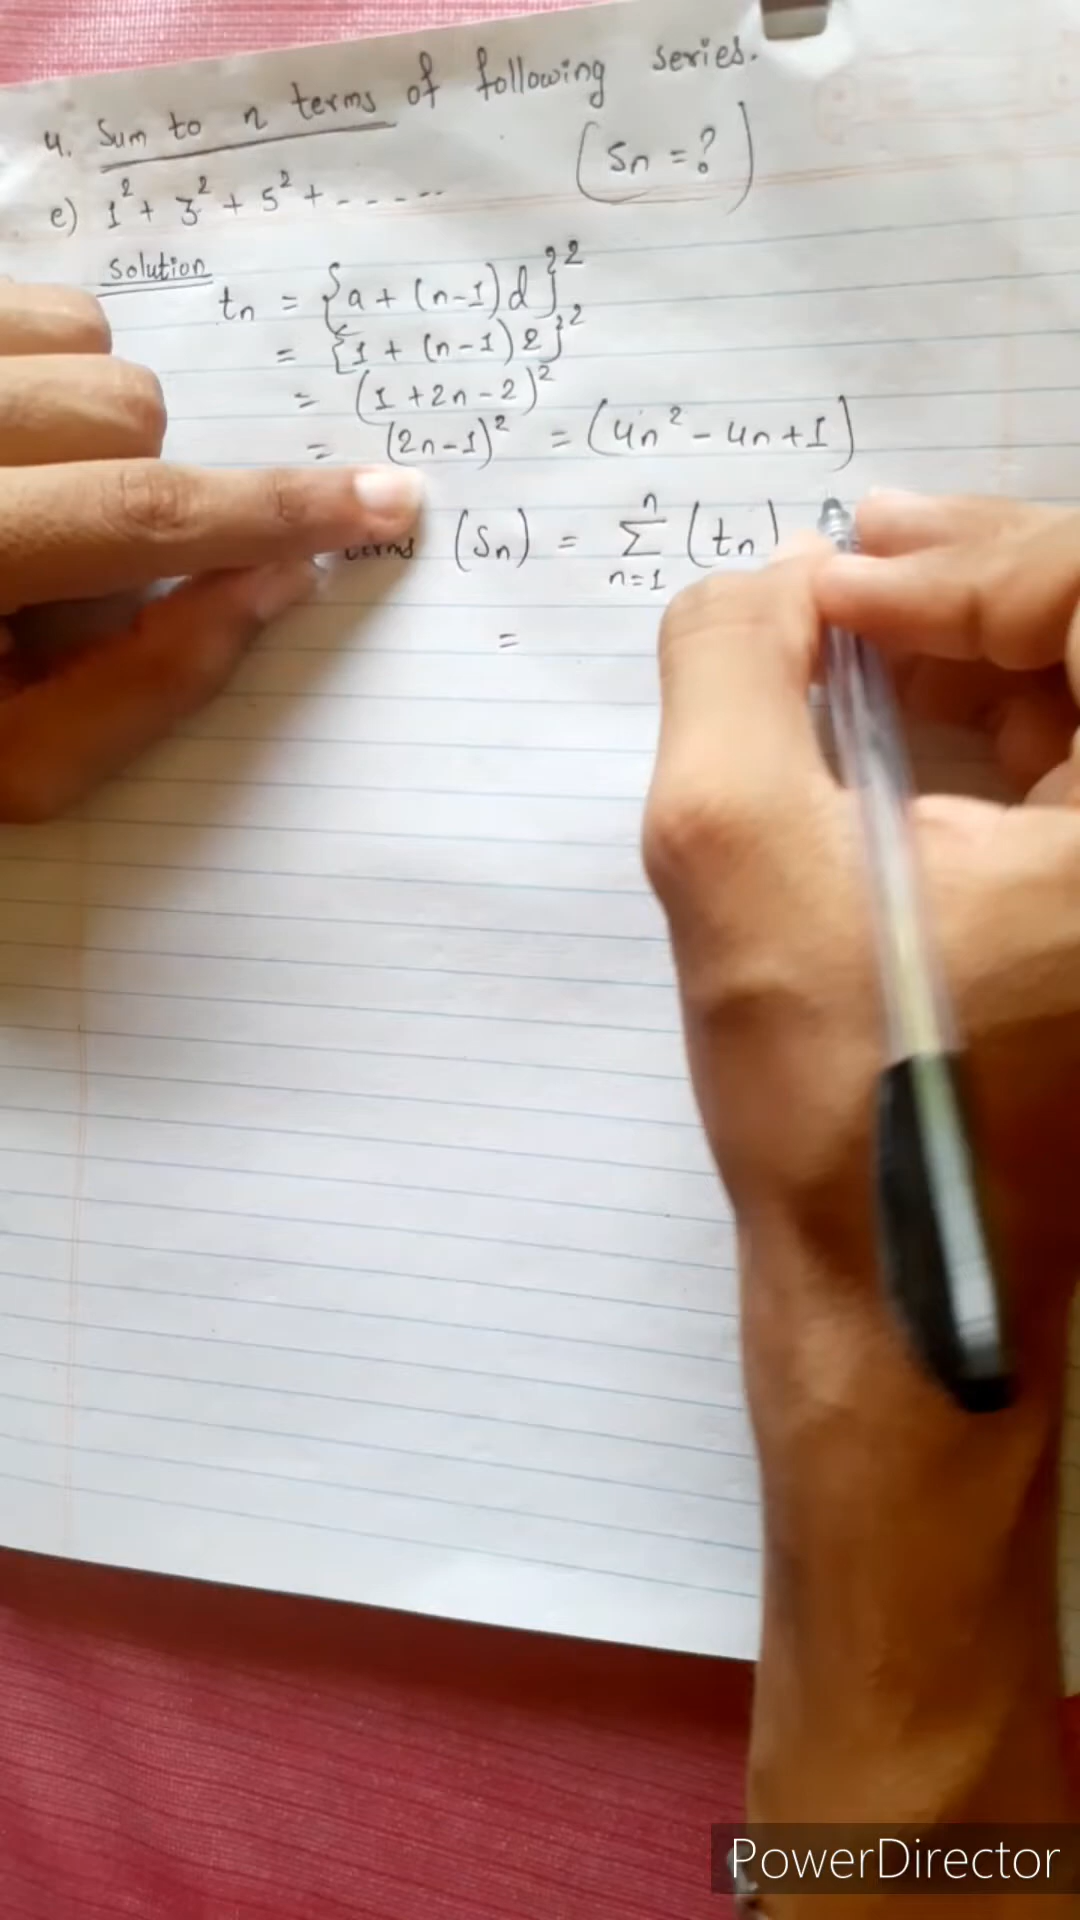 4. Sum to n terms of following series.
e) 1² + 3² + 5² + - - - - - (Sn = ?)
Solution
tn = {a + (n-1)d}²
= {1 + (n-1)2}²
= (1 + 2n - 2)²
= (2n-1)² = (4n² - 4n + 1)
terms (Sn) = n Σ n=1 (tn)
=
PowerDirector